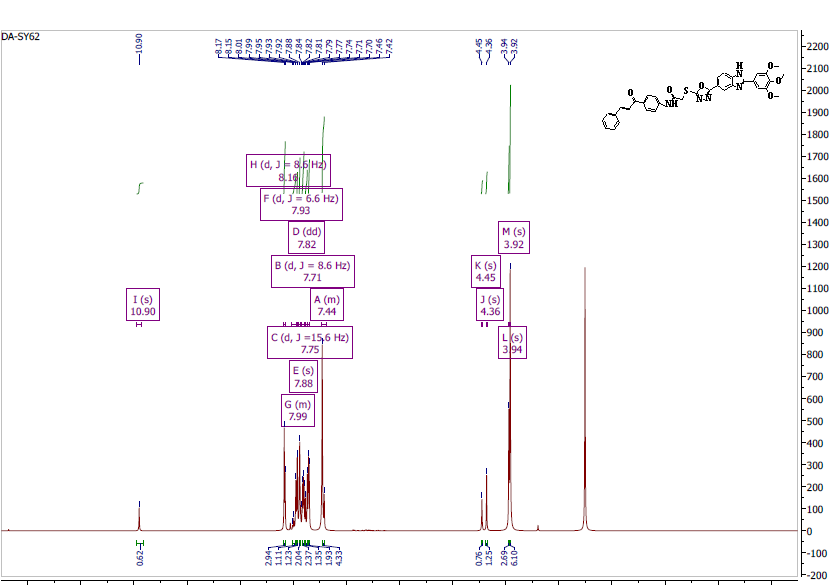 DA-SY62
10.90
8.17
8.15
8.01
7.99
7.95
7.93
7.92
7.88
7.84
7.82
7.81
7.79
7.77
7.74
7.71
7.70
7.46
7.42
4.45
4.36
3.94
3.92
H (d, J = 8.6 Hz)
8.16
F (d, J = 6.6 Hz)
7.93
D (dd)
7.82
B (d, J = 8.6 Hz)
7.71
I (s)
10.90
A (m)
7.44
C (d, J =15.6 Hz)
7.75
E (s)
7.88
G (m)
7.99
M (s)
3.92
K (s)
4.45
J (s)
4.36
L (s)
3.94
O
O
NH
S
O
N
N
H
N
N
O
O
O
2200
2100
2000
1900
1800
1700
1600
1500
1400
1300
1200
1100
1000
900
800
700
600
500
400
300
200
100
0
-100
-200
0.62
2.94
1.11
1.23
2.04
2.37
1.35
1.93
4.33
0.76
1.25
2.69
6.10